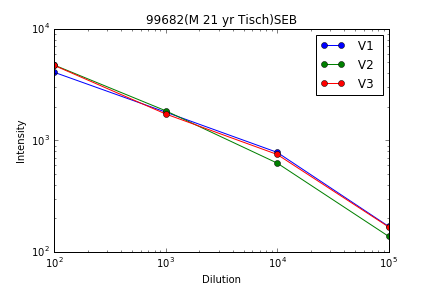 99682(M 21 yr Tisch)SEB
10^4
10^3
10^2
Intensity
V1
V2
V3
10^2 10^3 10^4 10^5
Dilution